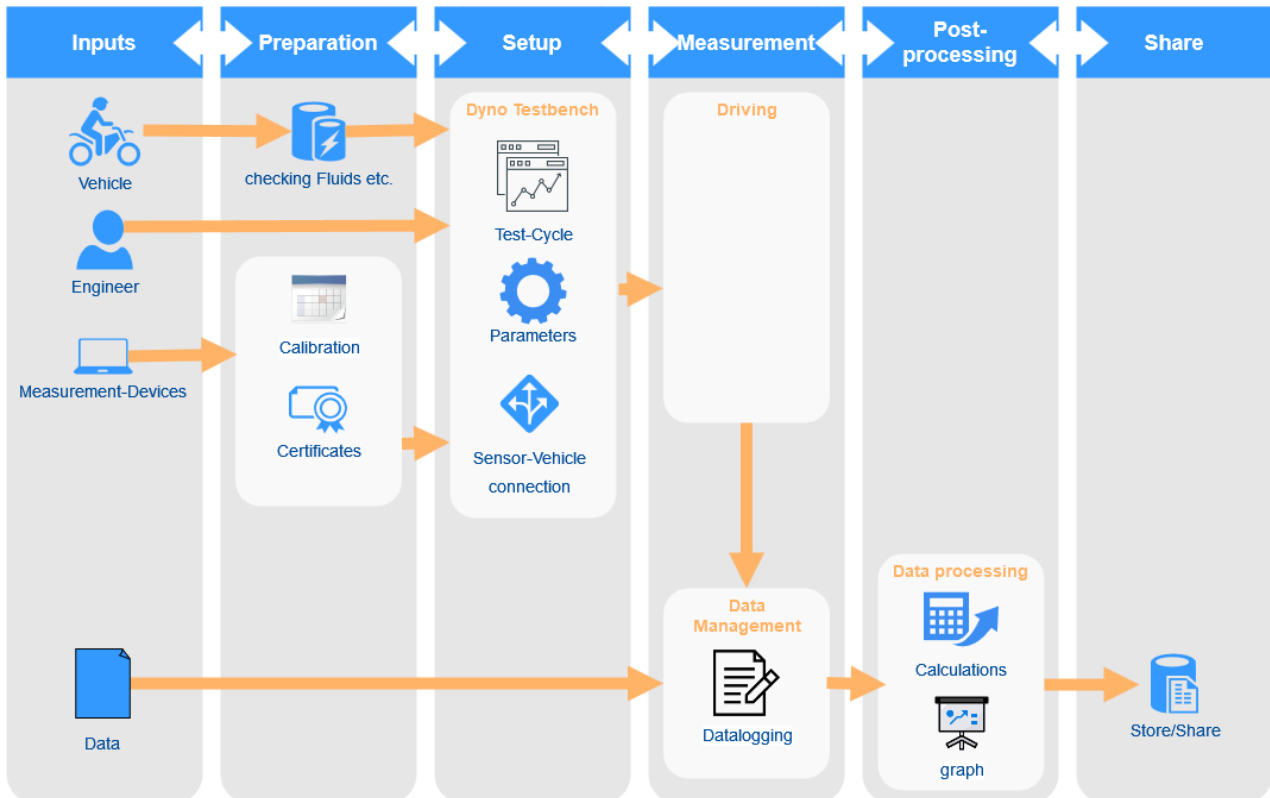 Inputs
Preparation
Setup
Measurement
Post-
processing
Share
Vehicle
checking Fluids etc.
Engineer
Calibration
Certificates
Measurement-Devices
Dyno Testbench
Test-Cycle
Parameters
Sensor-Vehicle
connection
Driving
Data
Data
Management
Datalogging
Data processing
Calculations
graph
Store/Share